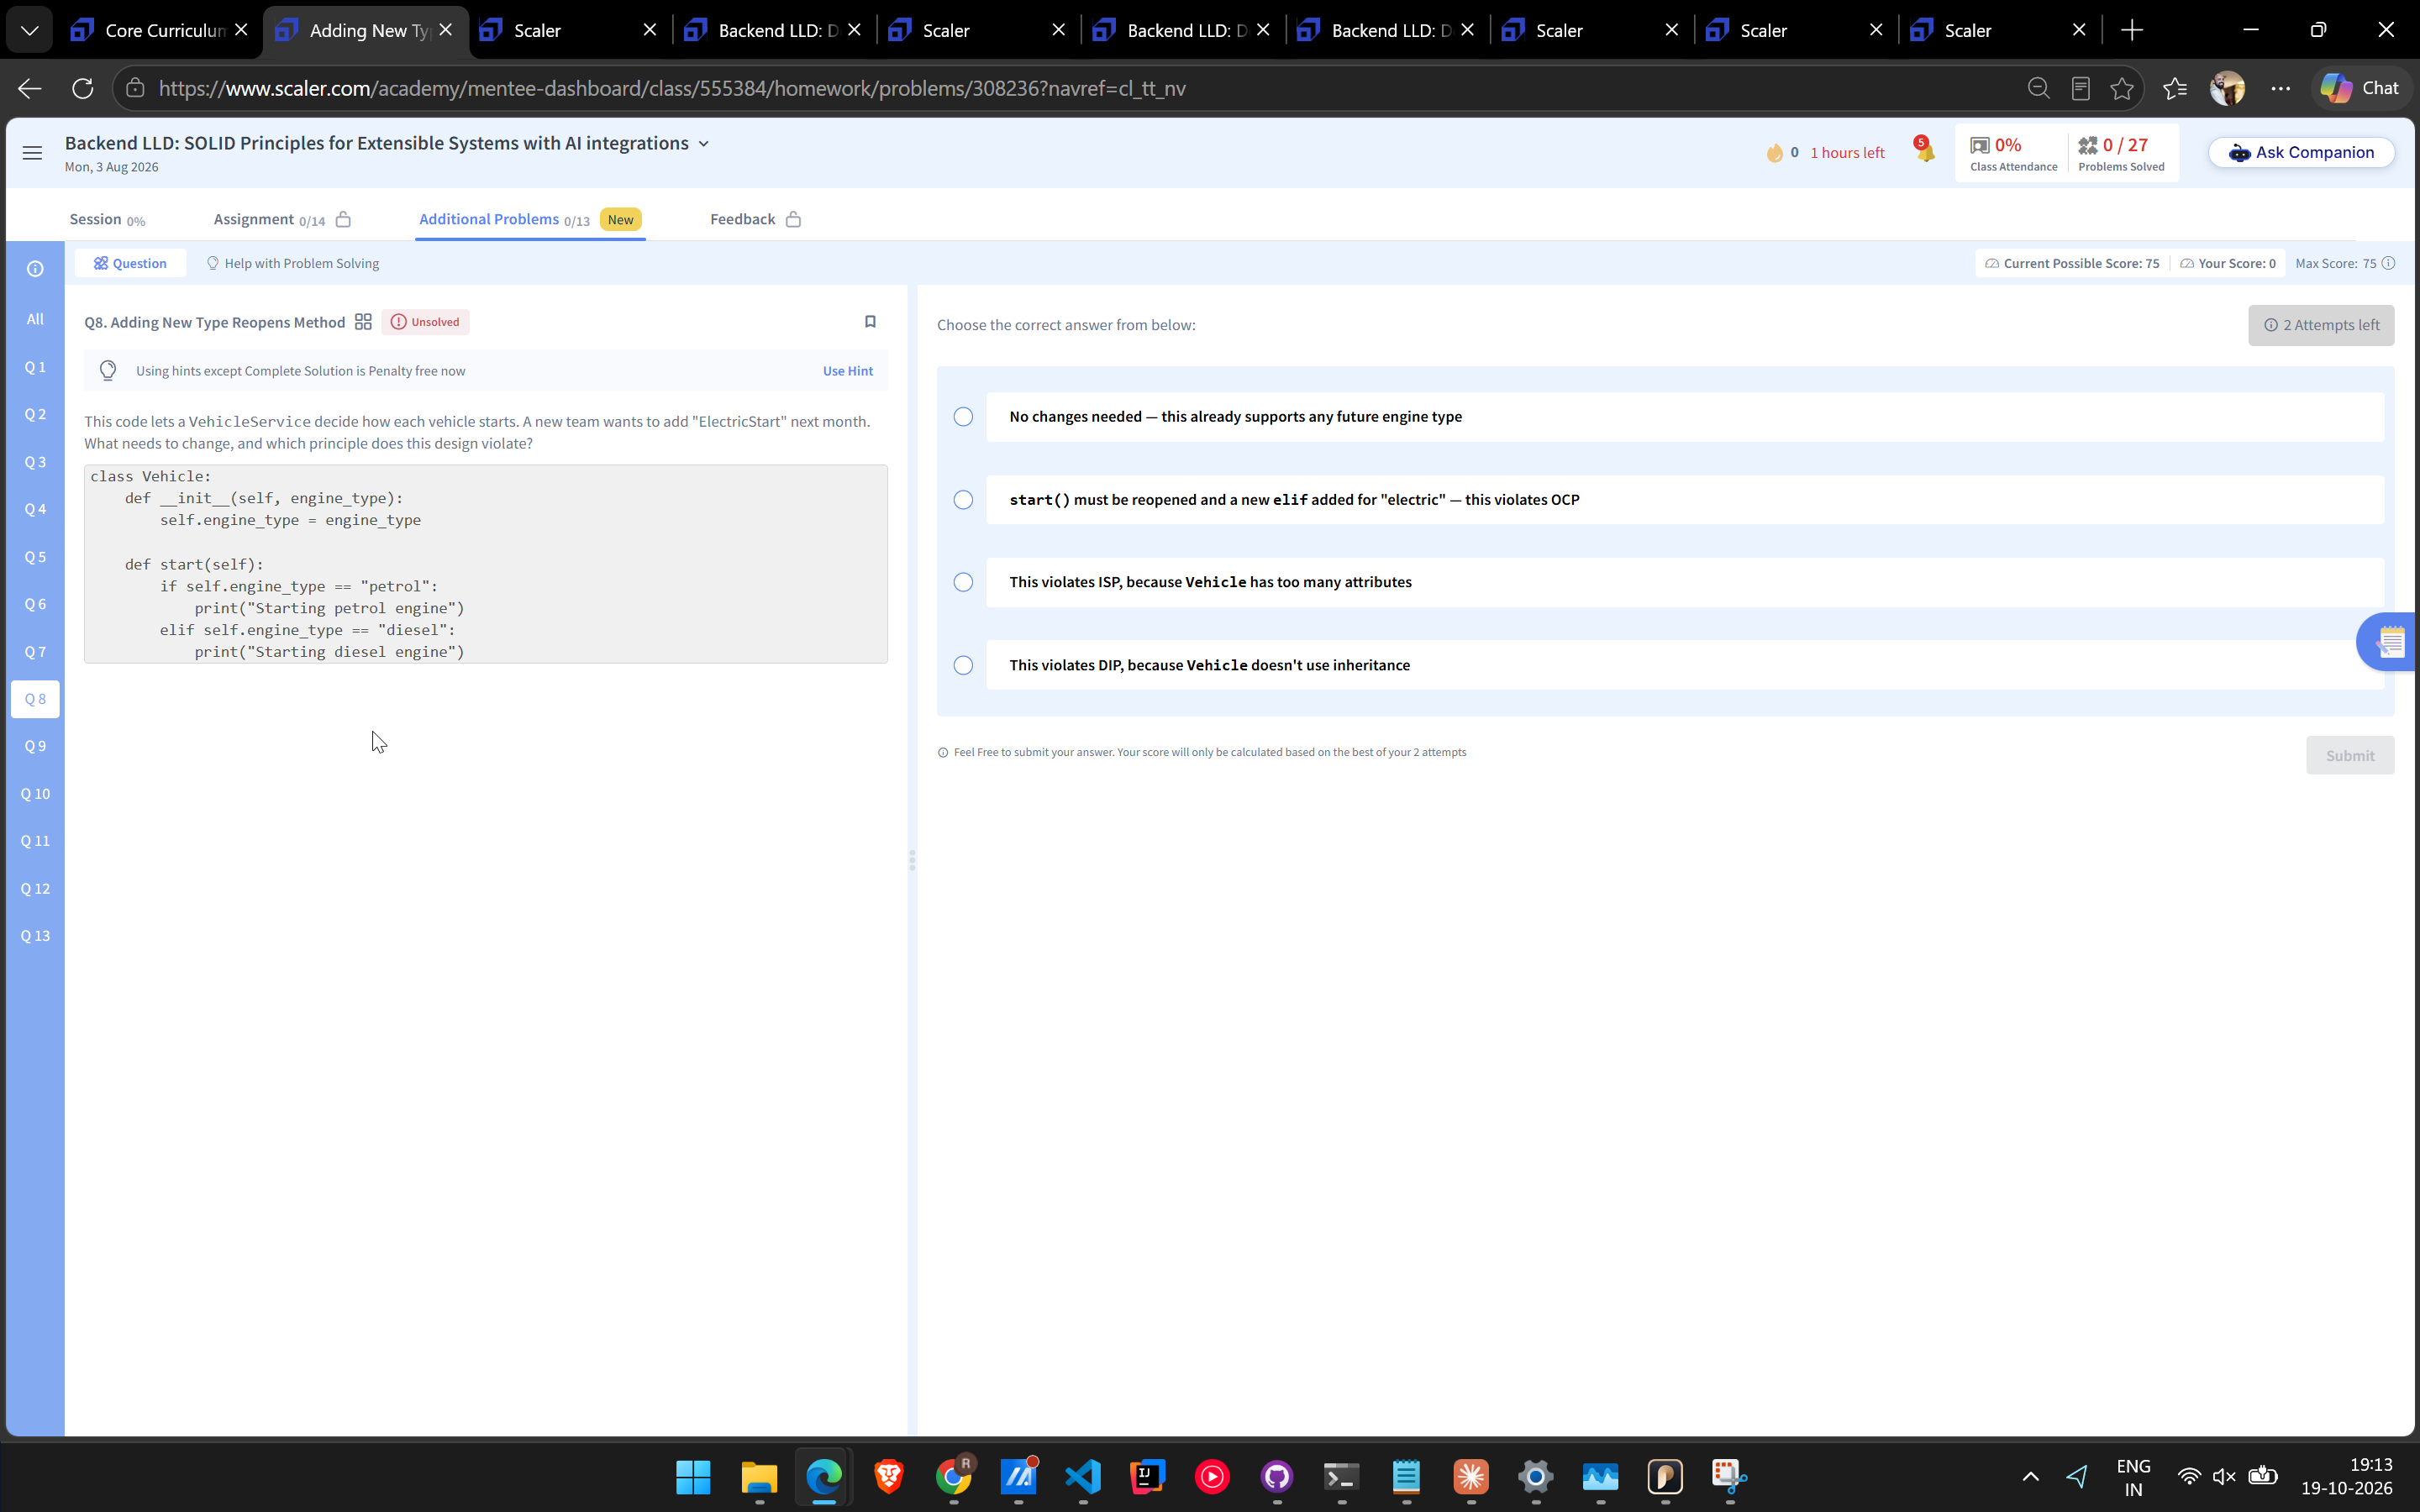 Core Curriculum
Adding New Ty
Scaler
Backend LLD: D
Scaler
Backend LLD: D
Backend LLD: D
Scaler
Scaler
Scaler
https://www.scaler.com/academy/mentee-dashboard/class/555384/homework/problems/308236?navref=cl_tt_nv
Chat
Backend LLD: SOLID Principles for Extensible Systems with AI integrations
Mon, 3 Aug 2026
0 1 hours left
5
0%
Class Attendance
0 / 27
Problems Solved
Ask Companion
Session 0%
Assignment 0/14
Additional Problems 0/13 New
Feedback
Question
Help with Problem Solving
Current Possible Score: 75
Your Score: 0
Max Score: 75
All
Q 1
Q 2
Q 3
Q 4
Q 5
Q 6
Q 7
Q 8
Q 9
Q 10
Q 11
Q 12
Q 13
Q8. Adding New Type Reopens Method
Unsolved
Using hints except Complete Solution is Penalty free now
Use Hint
This code lets a VehicleService decide how each vehicle starts. A new team wants to add "ElectricStart" next month.
What needs to change, and which principle does this design violate?
class Vehicle:
    def __init__(self, engine_type):
        self.engine_type = engine_type
    def start(self):
        if self.engine_type == "petrol":
            print("Starting petrol engine")
        elif self.engine_type == "diesel":
            print("Starting diesel engine")
Choose the correct answer from below:
2 Attempts left
No changes needed — this already supports any future engine type
start() must be reopened and a new elif added for "electric" — this violates OCP
This violates ISP, because Vehicle has too many attributes
This violates DIP, because Vehicle doesn't use inheritance
Feel Free to submit your answer. Your score will only be calculated based on the best of your 2 attempts
Submit
R
IJ
ENG
IN
19:13
19-10-2026